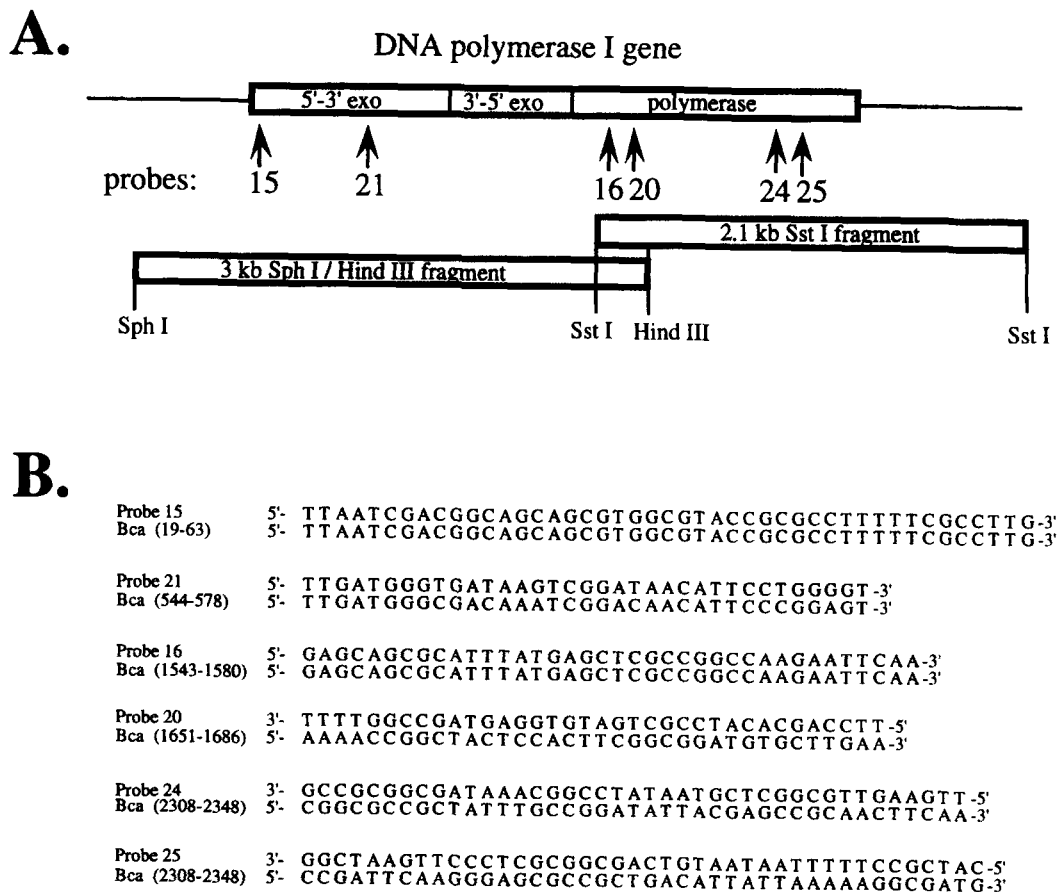 A.
DNA polymerase I gene
5'-3' exo 3'-5' exo polymerase
probes: 15 21 16 20 24 25
2.1 kb Sst I fragment
3 kb Sph I / Hind III fragment
Sph I Sst I Hind III Sst I
B.
Probe 15 5'- TTAATCGACGGCAGCAGCGTGGCGTACCGCGCCTTTTTCGCCTTG-3'
Bca (19-63) 5'- TTAATCGACGGCAGCAGCGTGGCGTACCGCGCCTTTTTCGCCTTG-3'
Probe 21 5'- TTGATGGGTGATAAGTCGGATAACATTCCTGGGGT-3'
Bca (544-578) 5'- TTGATGGGCGACAAATCGGACAACATTCCCGGAGT-3'
Probe 16 5'- GAGCAGCGCATTTATGAGCTCGCCGGCCAAGAATTCAA-3'
Bca (1543-1580) 5'- GAGCAGCGCATTTATGAGCTCGCCGGCCAAGAATTCAA-3'
Probe 20 3'- TTTTGGCCGATGAGGTGTAGTCGCCTACACGACCTT-5'
Bca (1651-1686) 5'- AAAACCGGCTACTCCACTTCGGCGGATGTGCTTGAA-3'
Probe 24 3'- GCCGCGGCGATAAACGGCCTATAATGCTCGGCGTTGAAGTT-5'
Bca (2308-2348) 5'- CGGCGCCGCTATTTGCCGGATATTACGAGCCGCAACTTCAA-3'
Probe 25 3'- GGCTAAGTTCCCTCGCGGCGACTGTAATAATTTTTCCGCTAC-5'
Bca (2308-2348) 5'- CCGATTCAAGGGAGCGCCGCTGACATTATTAAAAAGGCGATG-3'